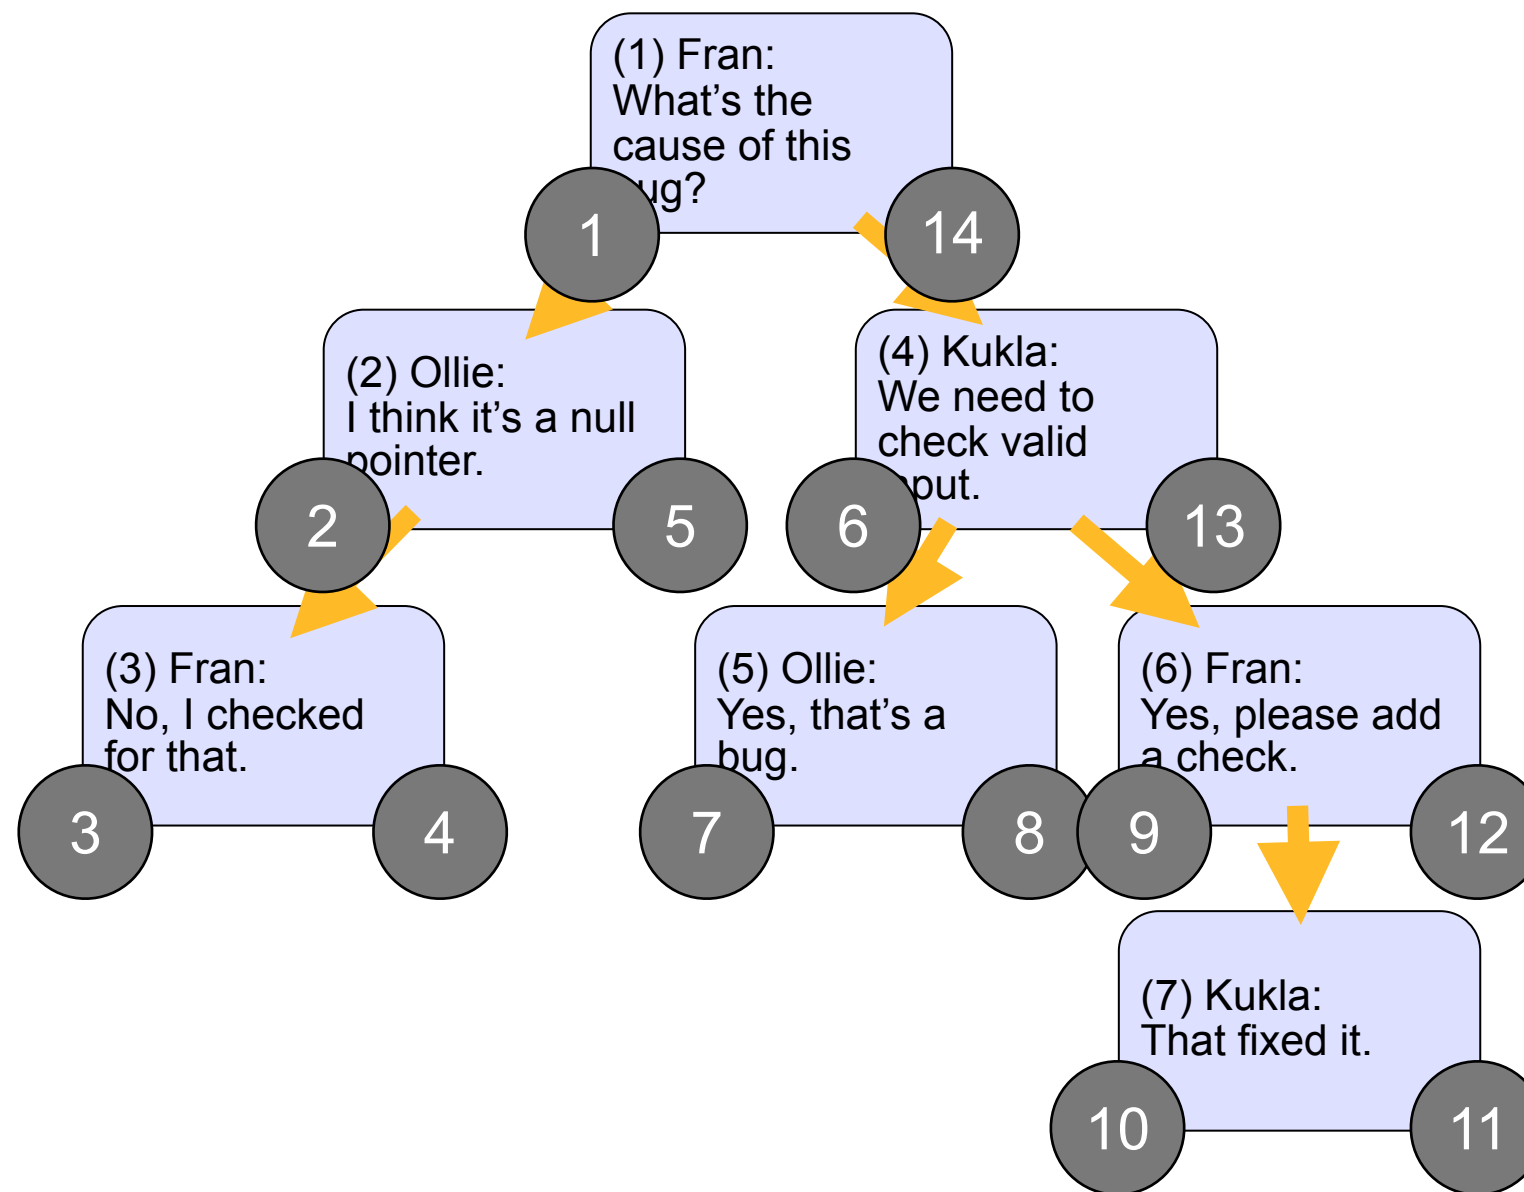 (1) Fran:
What's the
cause of this
ug?
1
14
(2) Ollie:
I think it's a null
pointer.
(4) Kukla:
We need to
check valid
put.
2
5
6
13
(3) Fran:
No, I checked
for that.
(5) Ollie:
Yes, that's a
bug.
(6) Fran:
Yes, please add
a check.
3
4
7
8
9
12
(7) Kukla:
That fixed it.
10
11